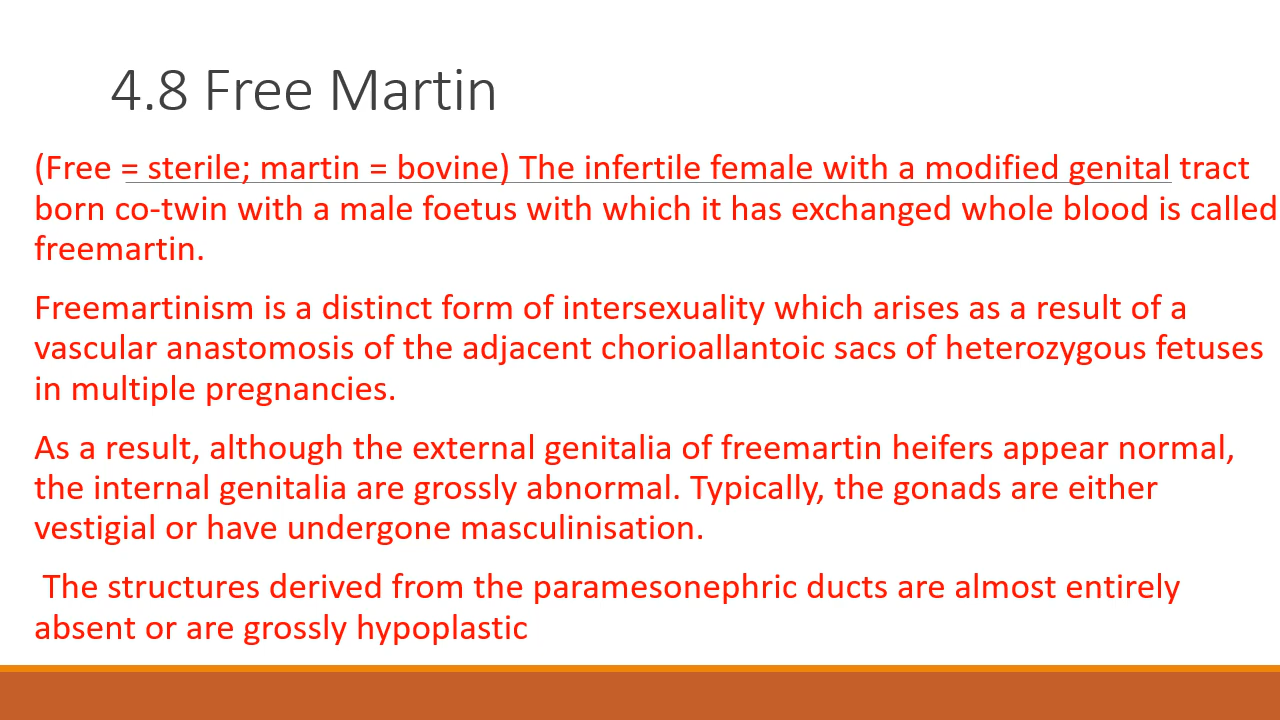 4.8 Free Martin
(Free = sterile; martin = bovine) The infertile female with a modified genital tract
born co-twin with a male foetus with which it has exchanged whole blood is called
freemartin.
Freemartinism is a distinct form of intersexuality which arises as a result of a
vascular anastomosis of the adjacent chorioallantoic sacs of heterozygous fetuses
in multiple pregnancies.
As a result, although the external genitalia of freemartin heifers appear normal,
the internal genitalia are grossly abnormal. Typically, the gonads are either
vestigial or have undergone masculinisation.
The structures derived from the paramesonephric ducts are almost entirely
absent or are grossly hypoplastic